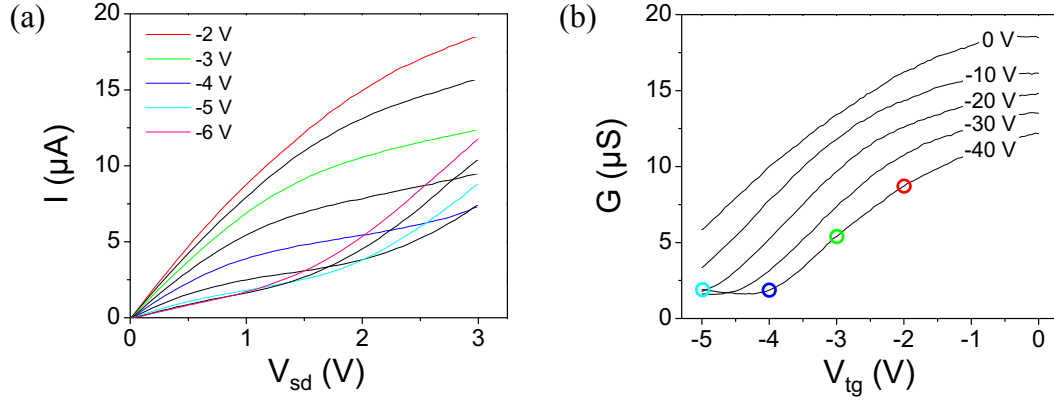 (a)
I (µA)
20
15
10
5
0
-2 V
-3 V
-4 V
-5 V
-6 V
0
1
2
3
V_sd (V)
(b)
G (µS)
20
15
10
5
0
0 V
-10 V
-20 V
-30 V
-40 V
-5
-4
-3
-2
-1
0
V_tg (V)